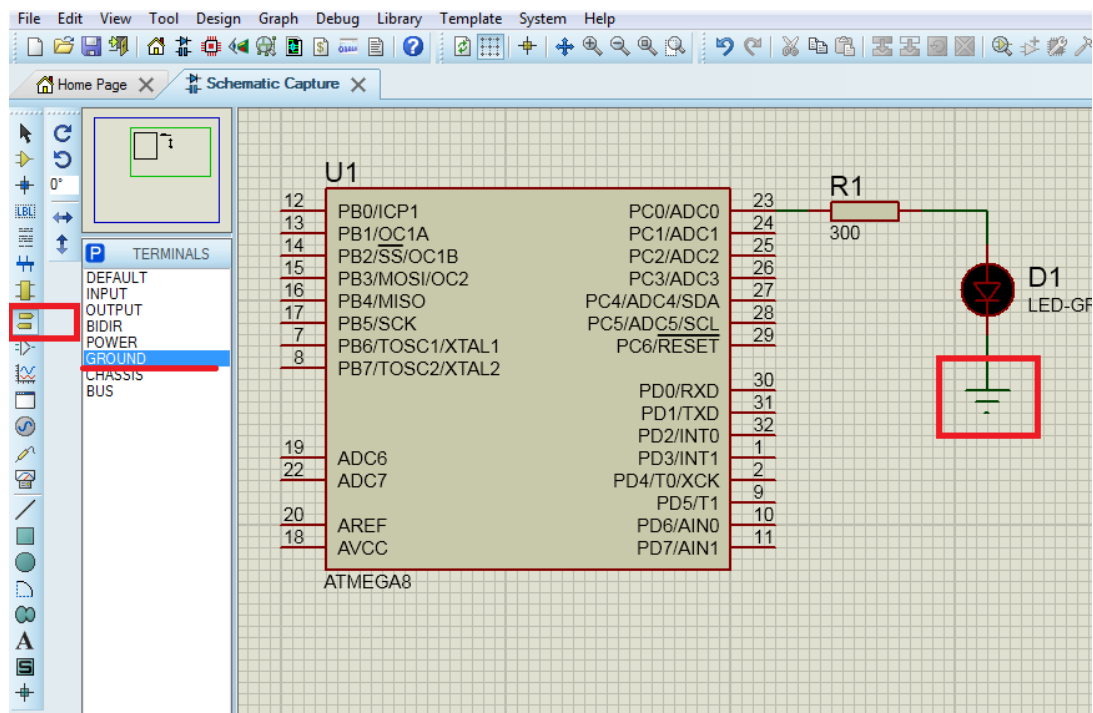 File Edit View Tool Design Graph Debug Library Template System Help
Home Page
Schematic Capture
0°
LBL
P TERMINALS
DEFAULT
INPUT
OUTPUT
BIDIR
POWER
GROUND
CHASSIS
BUS
A
S
U1
12 PB0/ICP1 PC0/ADC0 23
13 PB1/OC1A PC1/ADC1 24
14 PB2/SS/OC1B PC2/ADC2 25
15 PB3/MOSI/OC2 PC3/ADC3 26
16 PB4/MISO PC4/ADC4/SDA 27
17 PB5/SCK PC5/ADC5/SCL 28
7 PB6/TOSC1/XTAL1 PC6/RESET 29
8 PB7/TOSC2/XTAL2
PD0/RXD 30
PD1/TXD 31
PD2/INT0 32
19 ADC6 PD3/INT1 1
22 ADC7 PD4/T0/XCK 2
PD5/T1 9
20 AREF PD6/AIN0 10
18 AVCC PD7/AIN1 11
ATMEGA8
R1
300
D1
LED-GR